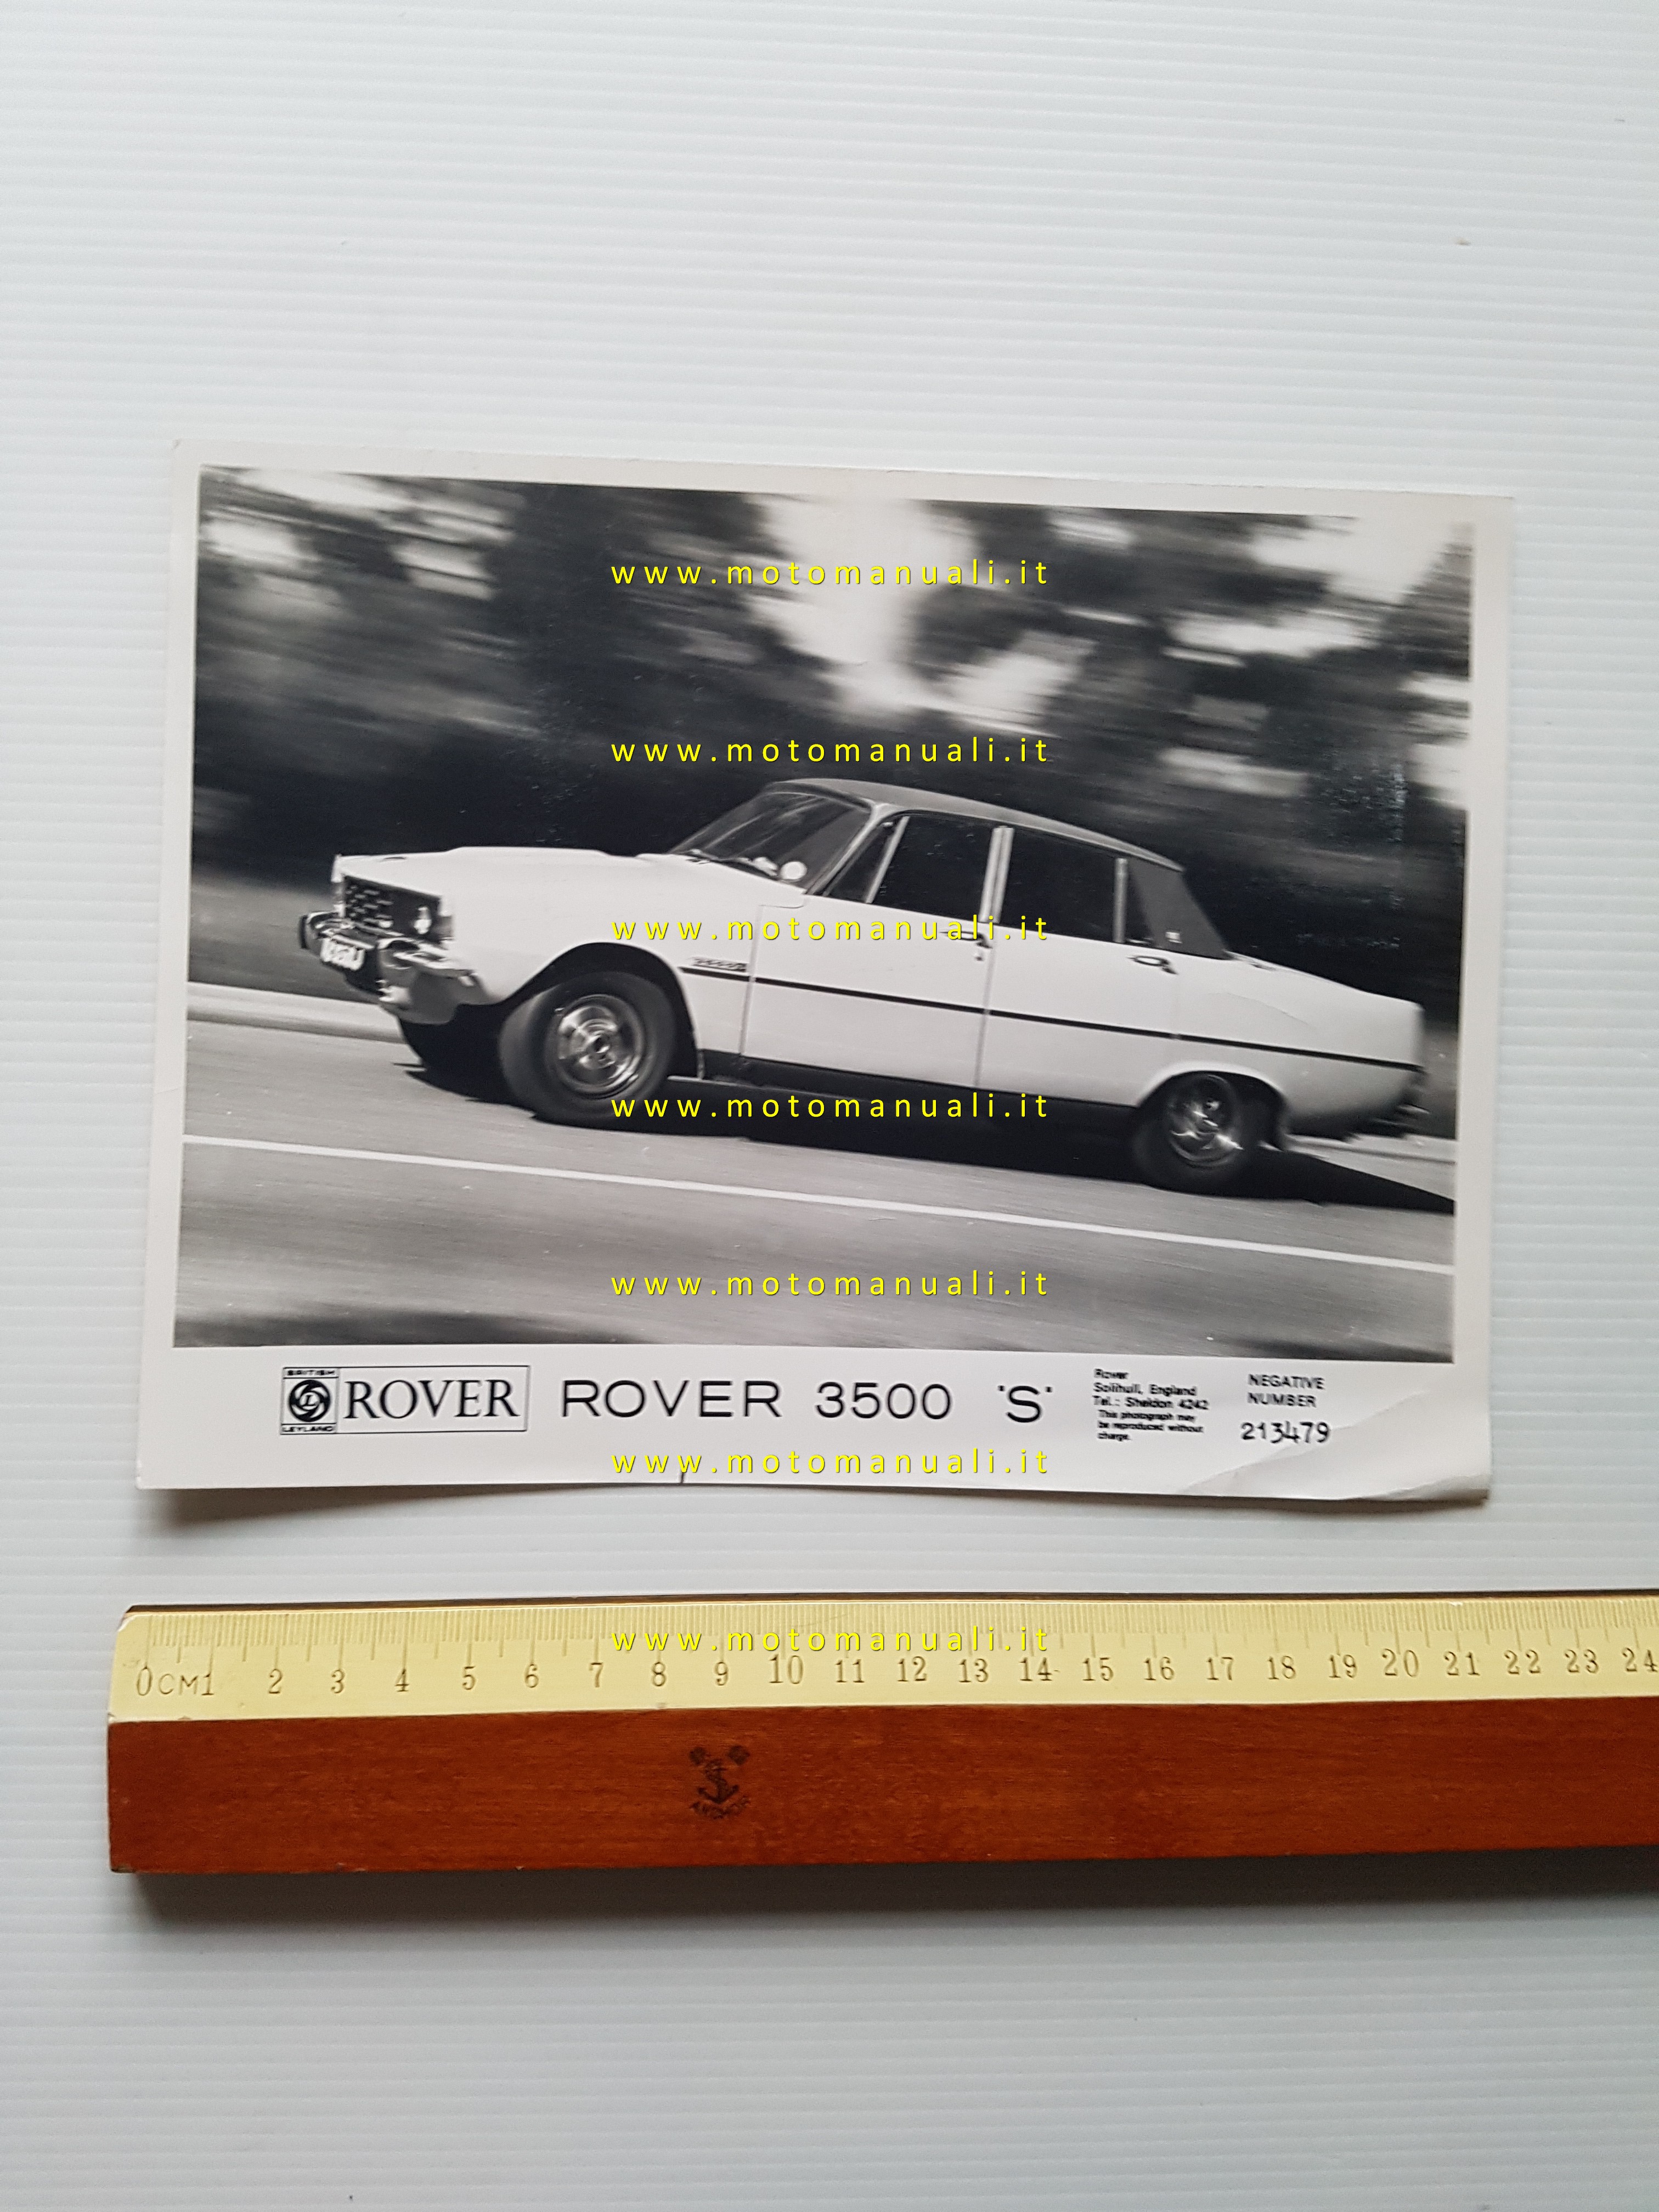 www.motomanuali.it
www.motomanuali.it
www.motomanuali.it
www.motomanuali.it
www.motomanuali.it
BRITISH
LEYLAND
ROVER
ROVER 3500 'S'
Rover
Solihull, England
Tel.: Sheldon 4242
This photograph may
be reproduced without
charge.
NEGATIVE
NUMBER
213479
www.motomanuali.it
www.motomanuali.it
0CM1 2 3 4 5 6 7 8 9 10 11 12 13 14 15 16 17 18 19 20 21 22 23 24
ANCHOR